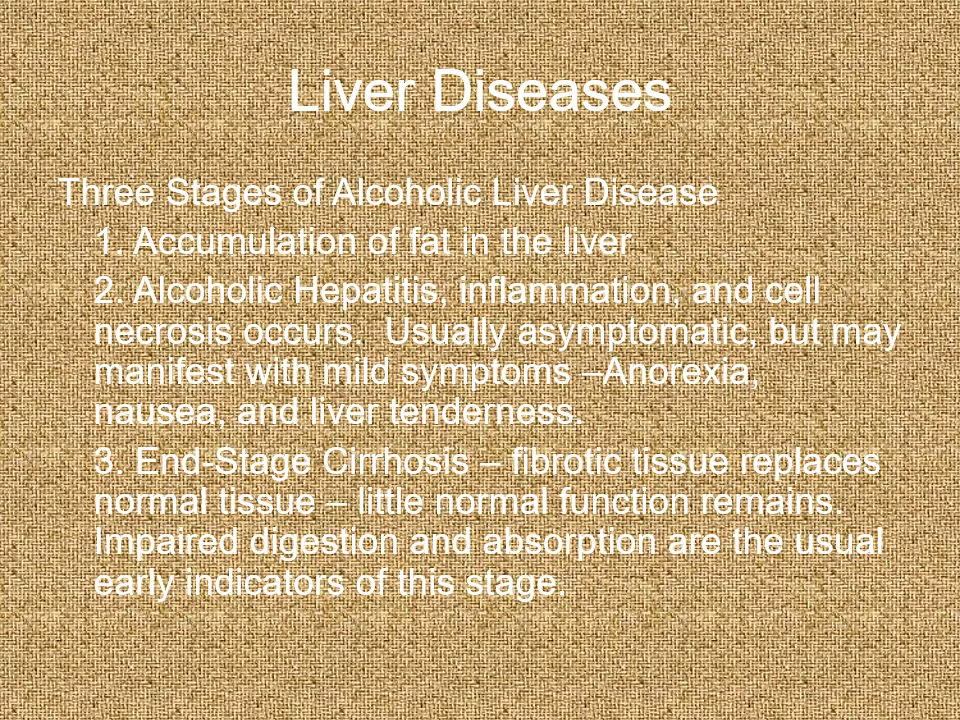 Liver Diseases
Three Stages of Alcoholic Liver Disease
1. Accumulation of fat in the liver
2. Alcoholic Hepatitis, inflammation, and cell
necrosis occurs.  Usually asymptomatic, but may
manifest with mild symptoms –Anorexia,
nausea, and liver tenderness.
3. End-Stage Cirrhosis – fibrotic tissue replaces
normal tissue – little normal function remains.
Impaired digestion and absorption are the usual
early indicators of this stage.